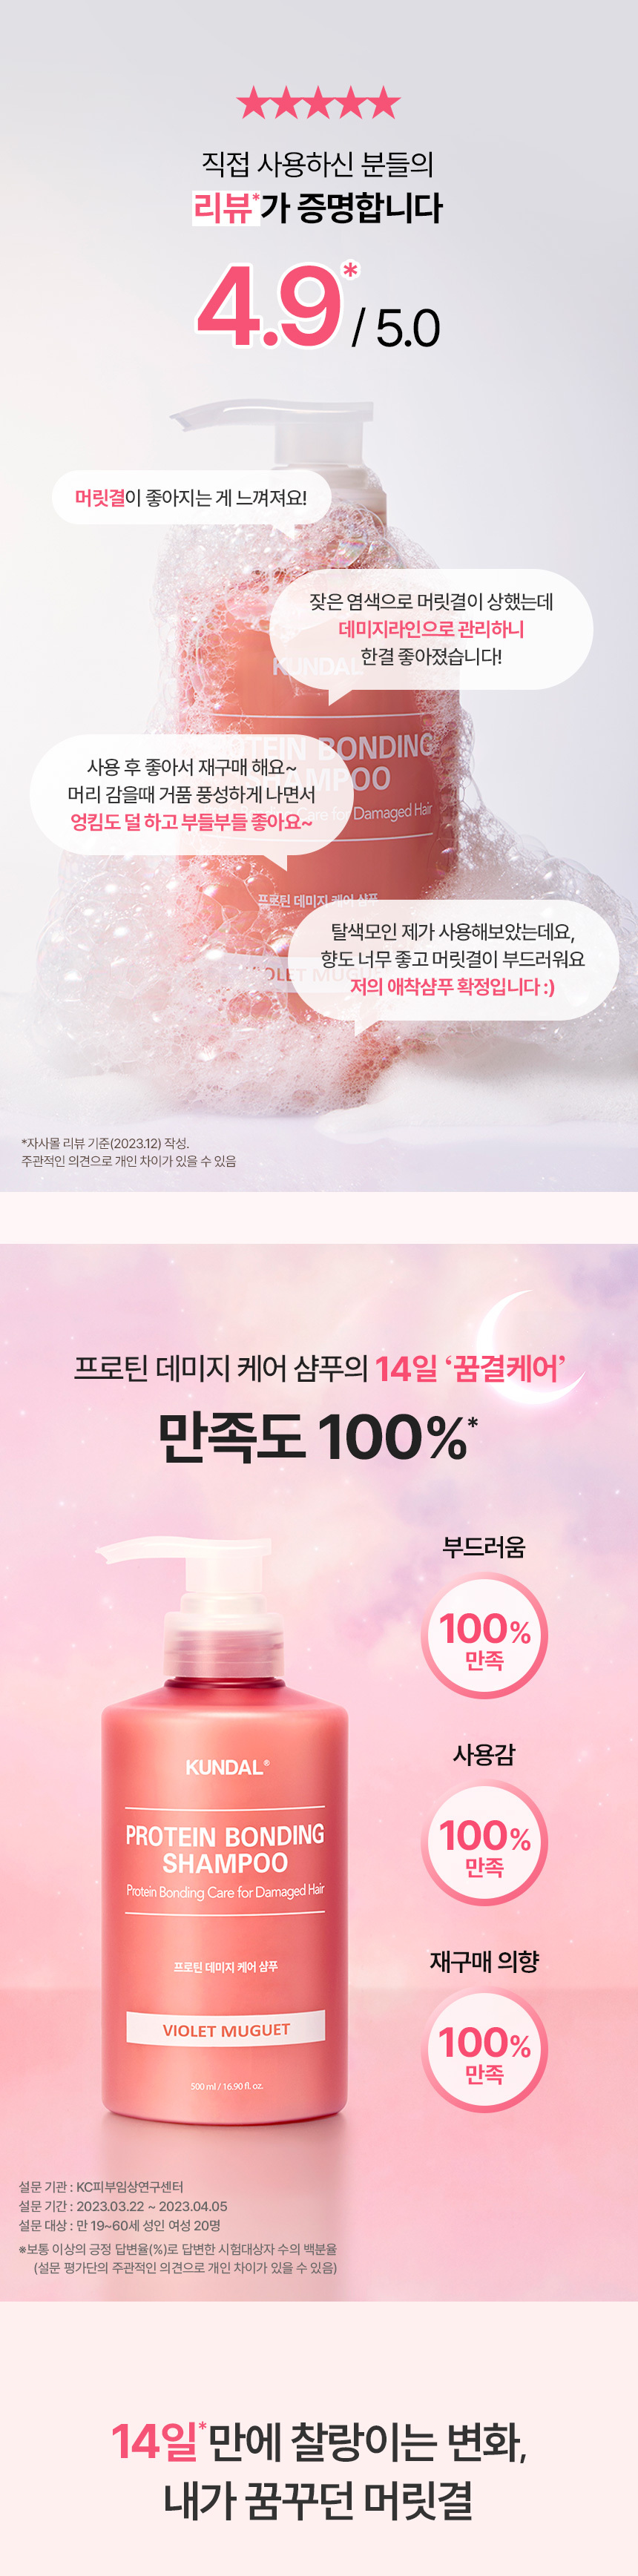 직접 사용하신 분들의
리뷰*가 증명합니다
4.9* / 5.0
머릿결이 좋아지는 게 느껴져요!
잦은 염색으로 머릿결이 상했는데
데미지라인으로 관리하니
한결 좋아졌습니다!
KUNDAL
PROTEIN BONDING
SHAMPOO
Care for Damaged Hair
사용 후 좋아서 재구매 해요~
머리 감을때 거품 풍성하게 나면서
엉킴도 덜 하고 부들부들 좋아요~
프로틴 데미지 케어 샴푸
탈색모인 제가 사용해보았는데요,
향도 너무 좋고 머릿결이 부드러워요
저의 애착샴푸 확정입니다 :)
*자사몰 리뷰 기준(2023.12) 작성.
주관적인 의견으로 개인 차이가 있을 수 있음
프로틴 데미지 케어 샴푸의 14일 ‘꿈결케어’
만족도 100%*
부드러움
100%
만족
사용감
100%
만족
재구매 의향
100%
만족
KUNDAL®
PROTEIN BONDING
SHAMPOO
Protein Bonding Care for Damaged Hair
프로틴 데미지 케어 샴푸
VIOLET MUGUET
500 ml / 16.90 fl. oz.
설문 기관 : KC피부임상연구센터
설문 기간 : 2023.03.22 ~ 2023.04.05
설문 대상 : 만 19~60세 성인 여성 20명
※보통 이상의 긍정 답변율(%)로 답변한 시험대상자 수의 백분율
(설문 평가단의 주관적인 의견으로 개인 차이가 있을 수 있음)
14일*만에 찰랑이는 변화,
내가 꿈꾸던 머릿결